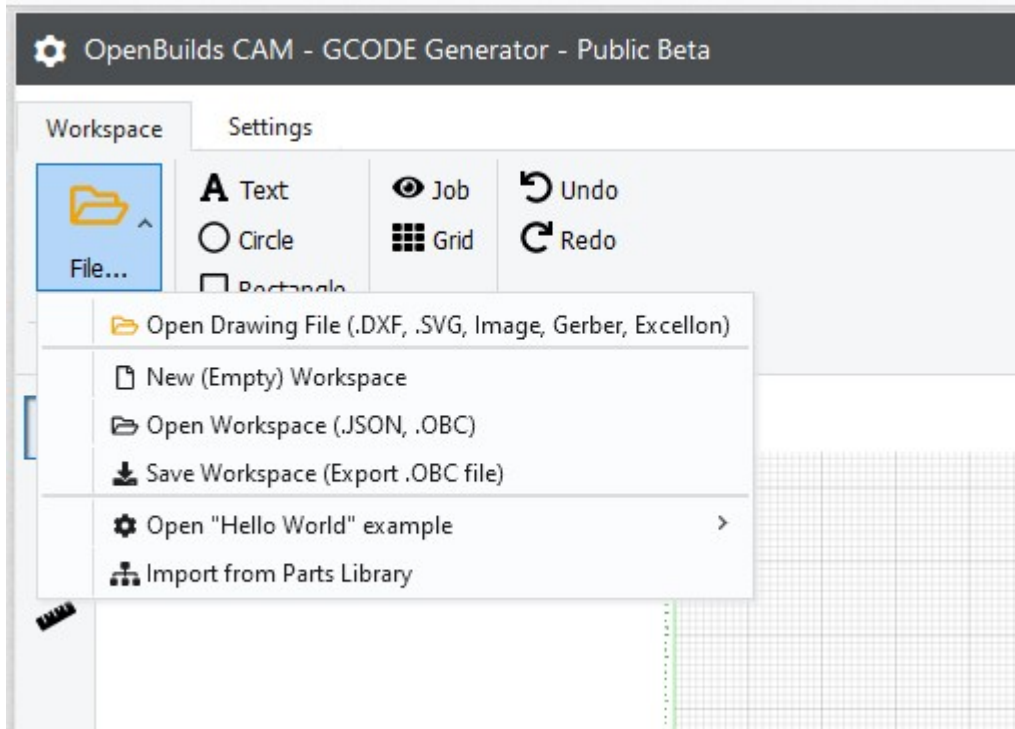 OpenBuilds CAM - GCODE Generator - Public Beta
Workspace
Settings
File...
Text
Circle
Rectangle
Job
Grid
Undo
Redo
Open Drawing File (.DXF, .SVG, Image, Gerber, Excellon)
New (Empty) Workspace
Open Workspace (.JSON, .OBC)
Save Workspace (Export .OBC file)
Open "Hello World" example
Import from Parts Library